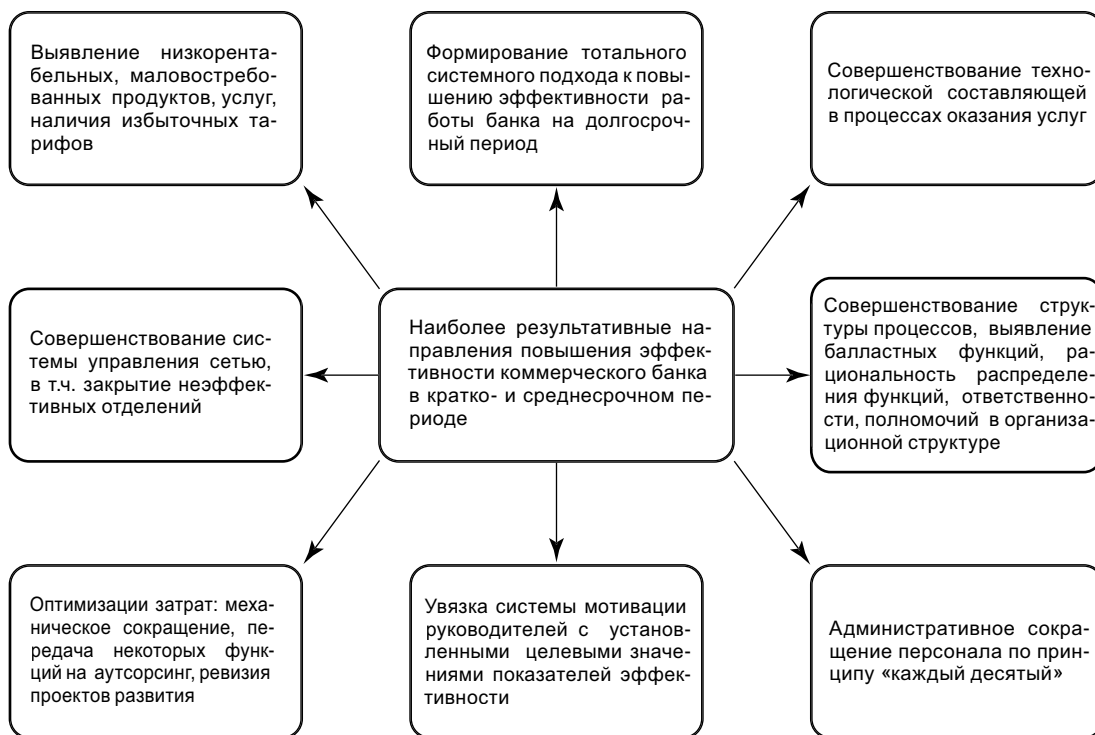 Выявление низкорента-
бельных, маловостребо-
ванных продуктов, услуг,
наличия избыточных та-
рифов
Формирование тотального
системного подхода к повы-
шению эффективности ра-
боты банка на долгосроч-
ный период
Совершенствование техно-
логической составляющей
в процессах оказания услуг
Совершенствование сис-
темы управления сетью,
в т.ч. закрытие неэффек-
тивных отделений
Наиболее результативные на-
правления повышения эффек-
тивности коммерческого банка
в кратко- и среднесрочном пе-
риоде
Совершенствование струк-
туры процессов, выявление
балластных функций, ра-
циональность распределе-
ния функций, ответственно-
сти, полномочий в организа-
ционной структуре
Оптимизации затрат: меха-
ническое сокращение, пе-
редача некоторых функ-
ций на аутсорсинг, ревизия
проектов развития
Увязка системы мотивации
руководителей с установ-
ленными целевыми значе-
ниями показателей эффек-
тивности
Административное сокра-
щение персонала по прин-
ципу «каждый десятый»